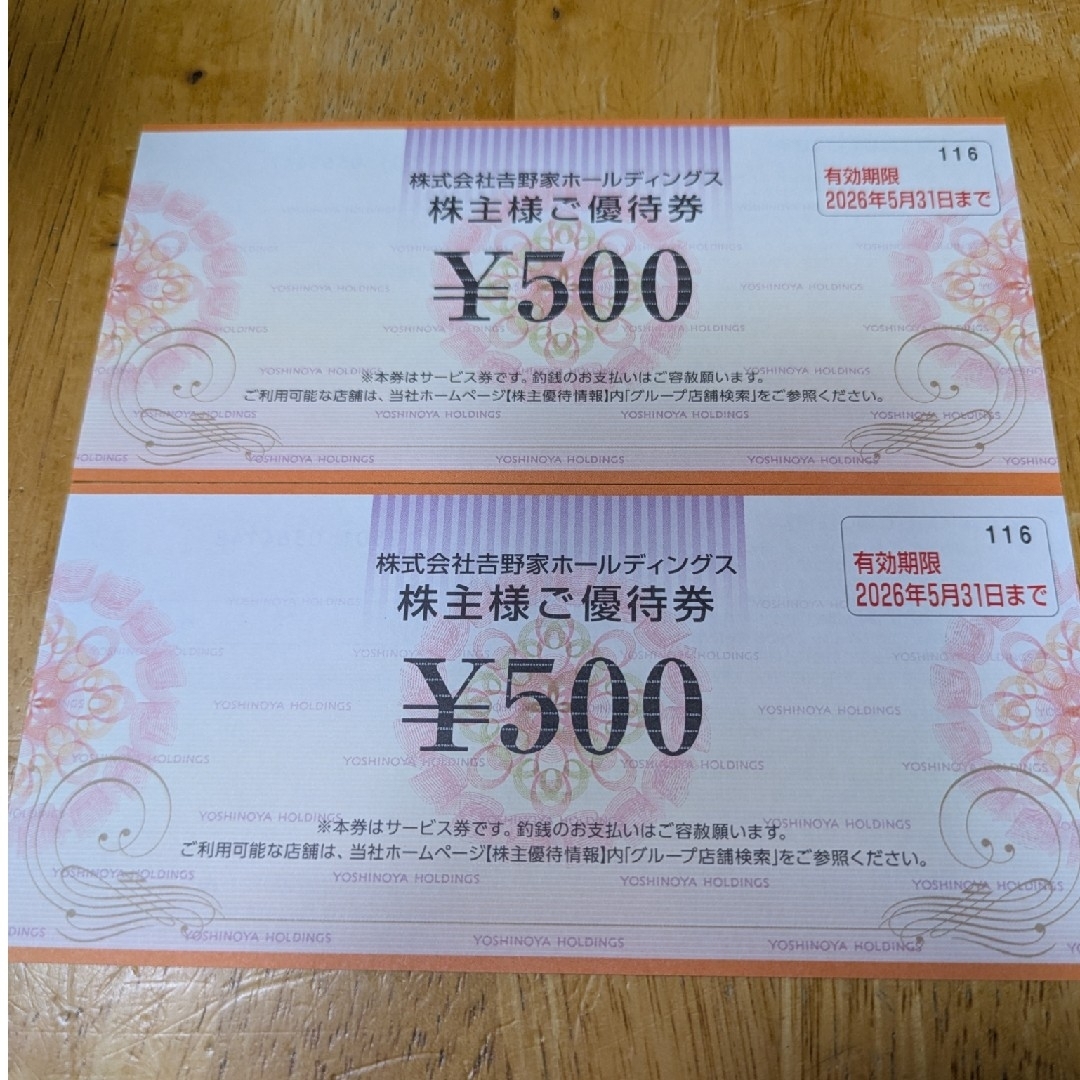 116
有効期限
2026年5月31日まで
株式会社𠮷野家ホールディングス
株主様ご優待券
¥500
※本券はサービス券です。釣銭のお支払いはご容赦願います。
ご利用可能な店舗は、当社ホームページ【株主優待情報】内「グループ店舗検索」をご参照ください。
YOSHINOYA HOLDINGS
YOSHINOYA HOLDINGS
YOSHINOYA HOLDINGS
116
有効期限
2026年5月31日まで
株式会社𠮷野家ホールディングス
株主様ご優待券
¥500
※本券はサービス券です。釣銭のお支払いはご容赦願います。
ご利用可能な店舗は、当社ホームページ【株主優待情報】内「グループ店舗検索」をご参照ください。
YOSHINOYA HOLDINGS
YOSHINOYA HOLDINGS
YOSHINOYA HOLDINGS